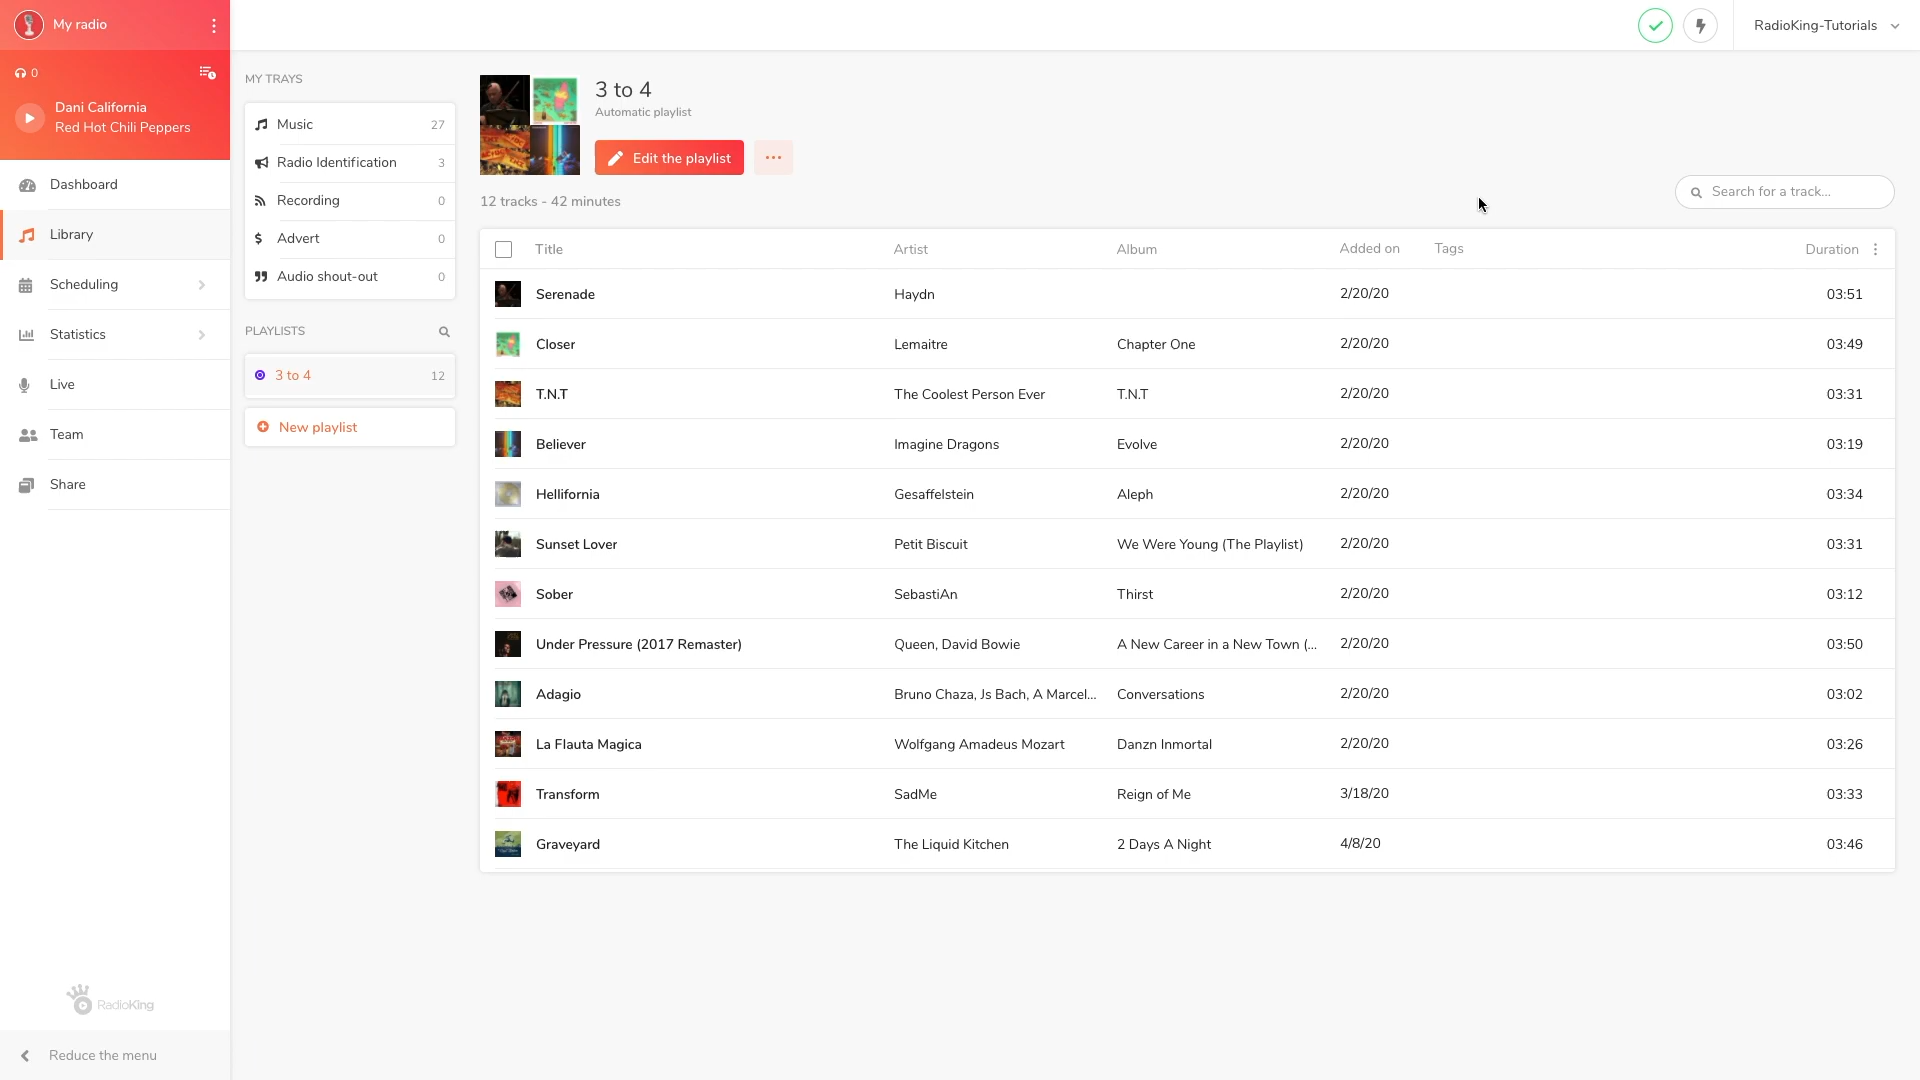 My radio
RadioKing-Tutorials
0
Dani California
Red Hot Chili Peppers
Dashboard
Library
Scheduling
Statistics
Live
Team
Share
RadioKing
Reduce the menu
MY TRAYS
Music 27
Radio Identification 3
Recording 0
Advert 0
Audio shout-out 0
PLAYLISTS
3 to 4 12
New playlist
3 to 4
Automatic playlist
Edit the playlist
12 tracks - 42 minutes
Search for a track...
Title Artist Album Added on Tags Duration
Serenade Haydn 2/20/20 03:51
Closer Lemaitre Chapter One 2/20/20 03:49
T.N.T The Coolest Person Ever T.N.T 2/20/20 03:31
Believer Imagine Dragons Evolve 2/20/20 03:19
Hellifornia Gesaffelstein Aleph 2/20/20 03:34
Sunset Lover Petit Biscuit We Were Young (The Playlist) 2/20/20 03:31
Sober SebastiAn Thirst 2/20/20 03:12
Under Pressure (2017 Remaster) Queen, David Bowie A New Career in a New Town (... 2/20/20 03:50
Adagio Bruno Chaza, Js Bach, A Marcel... Conversations 2/20/20 03:02
La Flauta Magica Wolfgang Amadeus Mozart Danzn Inmortal 2/20/20 03:26
Transform SadMe Reign of Me 3/18/20 03:33
Graveyard The Liquid Kitchen 2 Days A Night 4/8/20 03:46